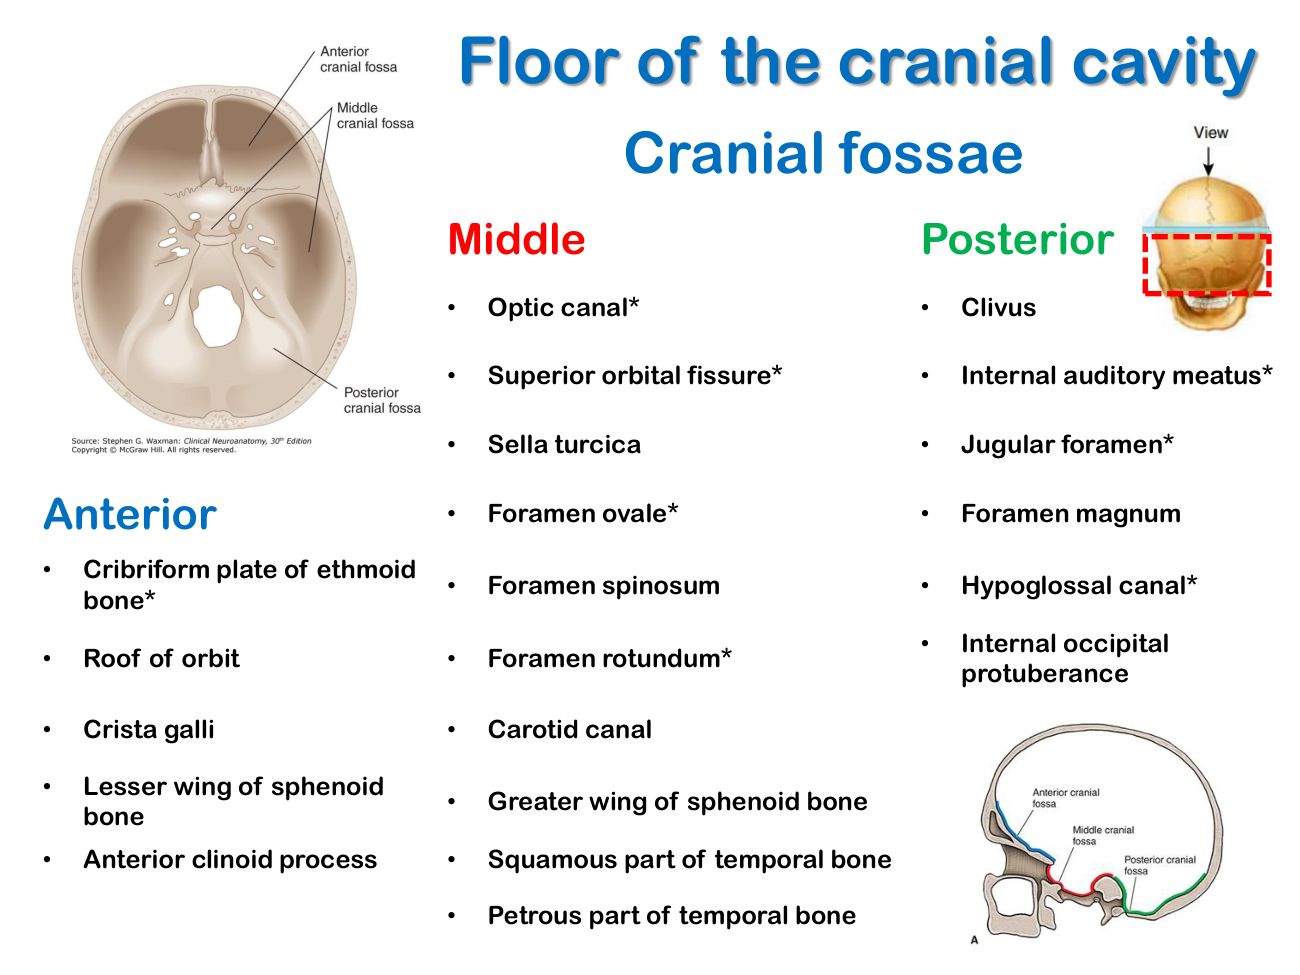 Floor of the cranial cavity
Cranial fossae
Anterior
cranial fossa
Middle
cranial fossa
Posterior
cranial fossa
Source: Stephen G. Waxman: Clinical Neuroanatomy, 30th Edition
Copyright © McGraw Hill. All rights reserved.
View
Anterior
• Cribriform plate of ethmoid
bone*
• Roof of orbit
• Crista galli
• Lesser wing of sphenoid
bone
• Anterior clinoid process
Middle
• Optic canal*
• Superior orbital fissure*
• Sella turcica
• Foramen ovale*
• Foramen spinosum
• Foramen rotundum*
• Carotid canal
• Greater wing of sphenoid bone
• Squamous part of temporal bone
• Petrous part of temporal bone
Posterior
• Clivus
• Internal auditory meatus*
• Jugular foramen*
• Foramen magnum
• Hypoglossal canal*
• Internal occipital
protuberance
Anterior cranial
fossa
Middle cranial
fossa
Posterior cranial
fossa
A